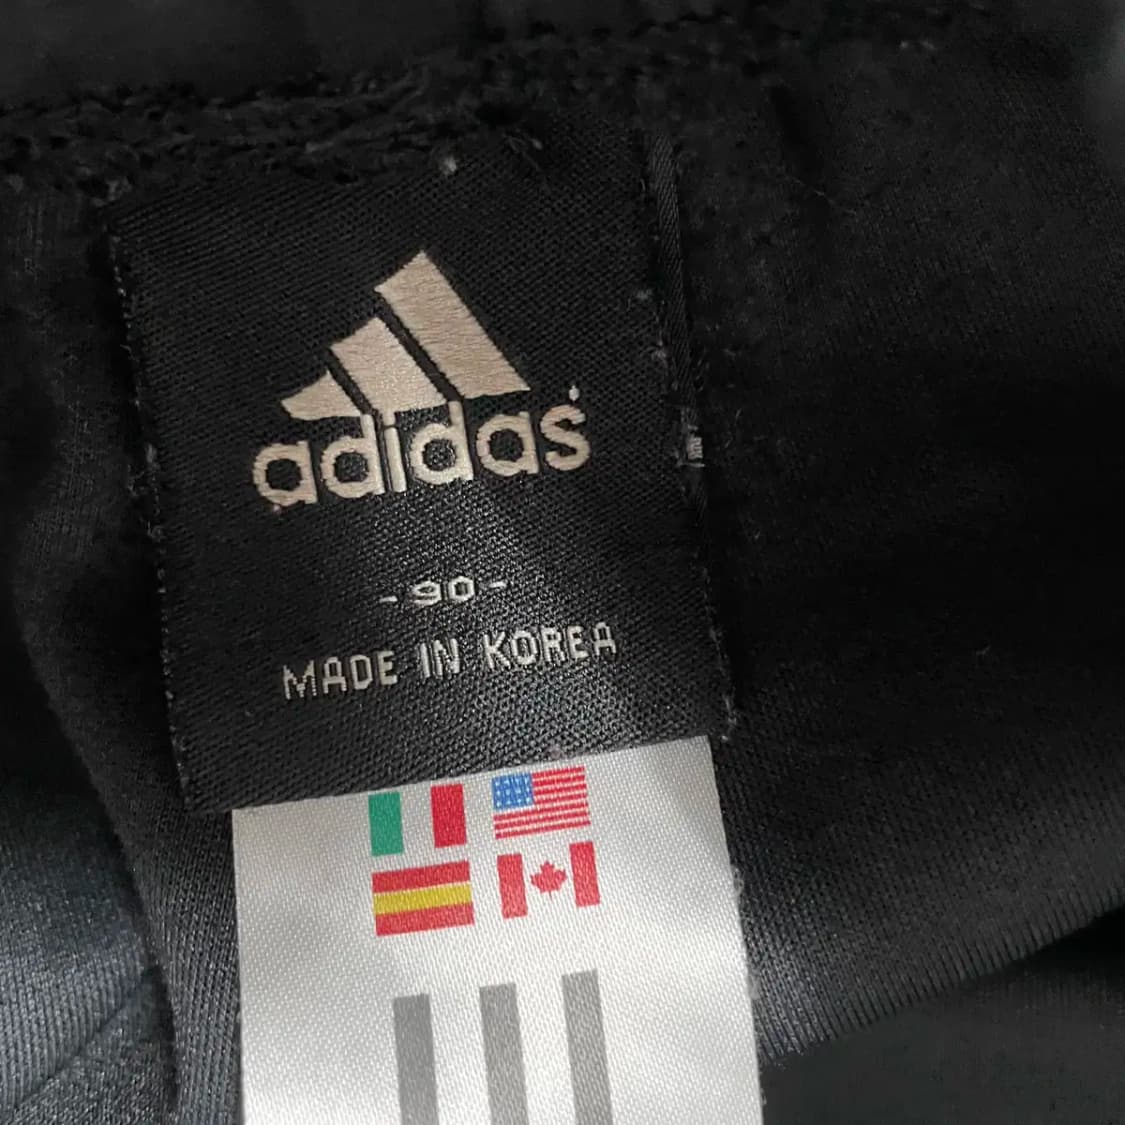 adidas
- 90 -
MADE IN KOREA